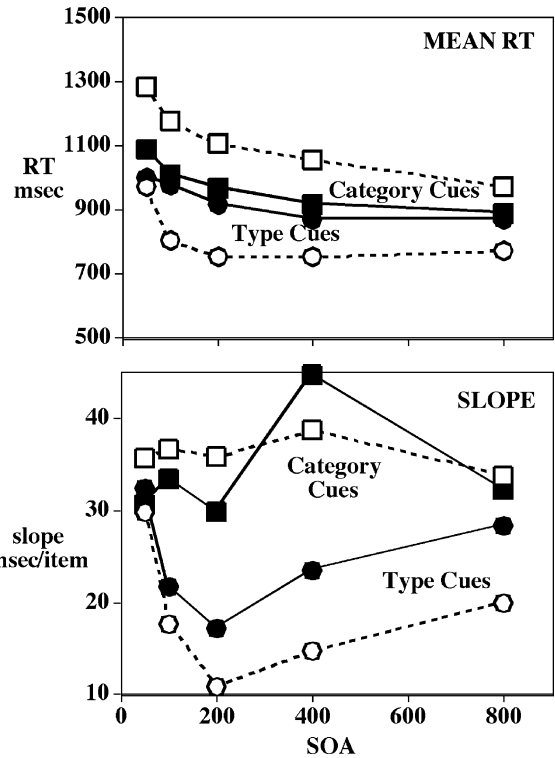 1500
MEAN RT
1300
1100
RT
msec
Category Cues
900
Type Cues
700
500
SLOPE
40
Category
Cues
30
slope
msec/item
Type Cues
20
10
0
200
400
600
800
SOA